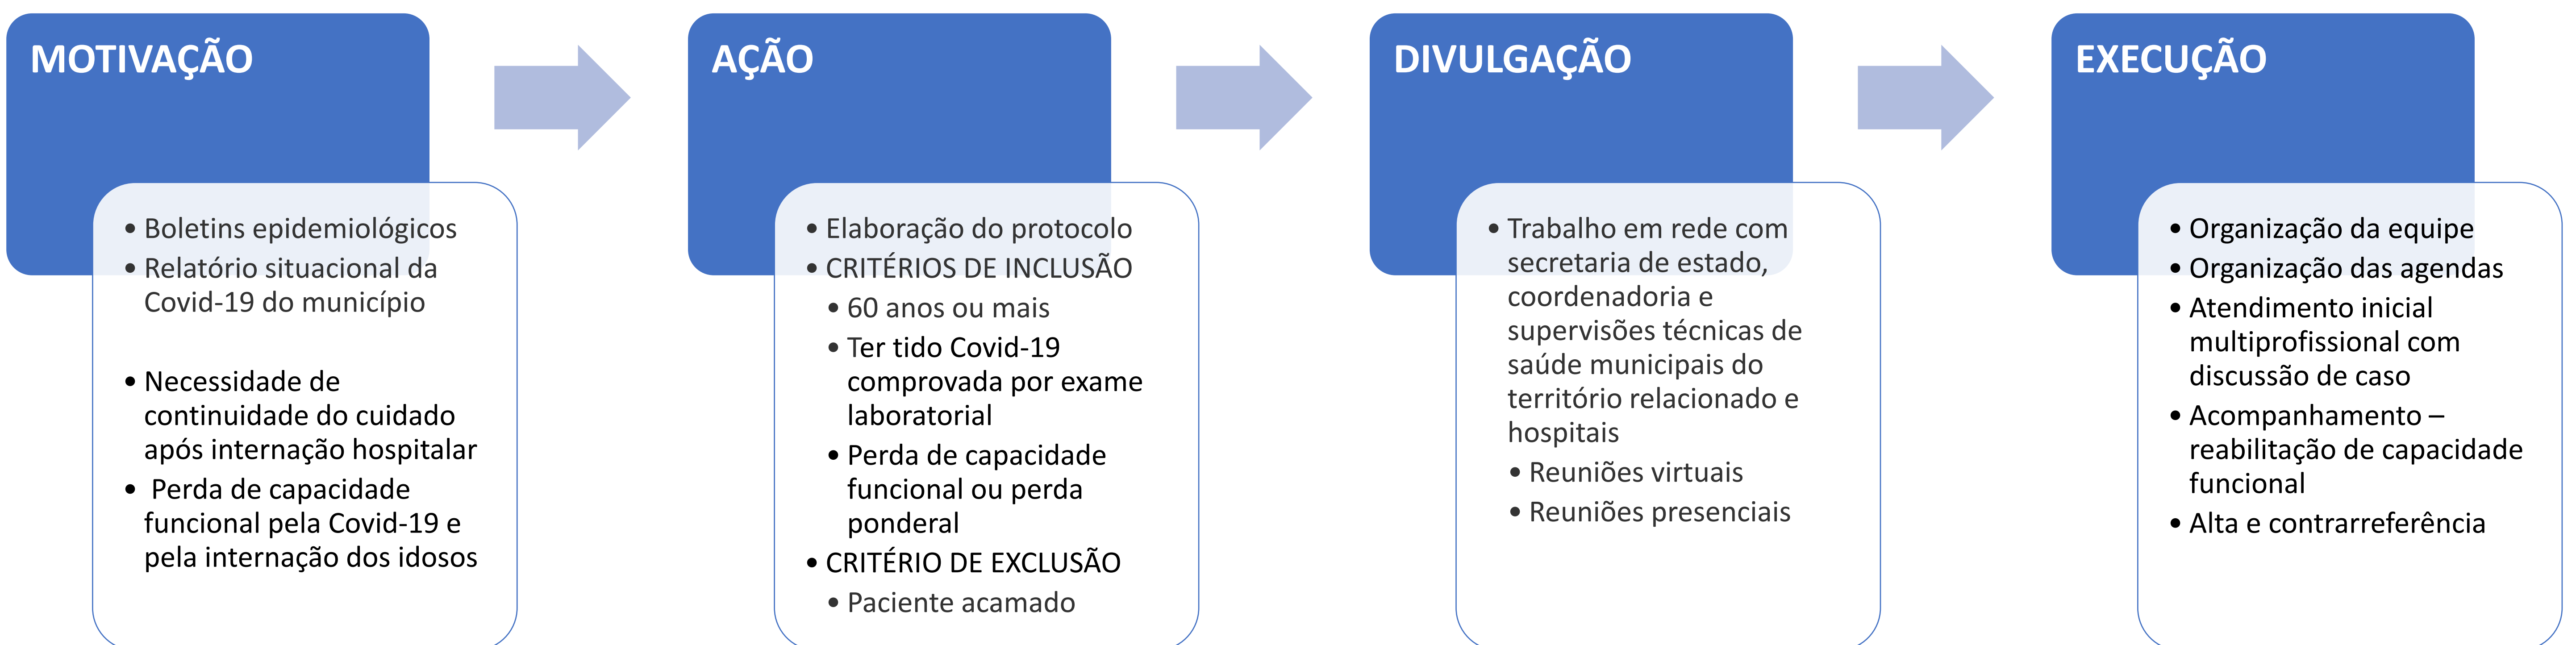 MOTIVAÇÃO
• Boletins epidemiológicos
• Relatório situacional da
Covid-19 do município
• Necessidade de
continuidade do cuidado
após internação hospitalar
• Perda de capacidade
funcional pela Covid-19 e
pela internação dos idosos
AÇÃO
• Elaboração do protocolo
• CRITÉRIOS DE INCLUSÃO
• 60 anos ou mais
• Ter tido Covid-19
comprovada por exame
laboratorial
• Perda de capacidade
funcional ou perda
ponderal
• CRITÉRIO DE EXCLUSÃO
• Paciente acamado
DIVULGAÇÃO
• Trabalho em rede com
secretaria de estado,
coordenadoria e
supervisões técnicas de
saúde municipais do
território relacionado e
hospitais
• Reuniões virtuais
• Reuniões presenciais
EXECUÇÃO
• Organização da equipe
• Organização das agendas
• Atendimento inicial
multiprofissional com
discussão de caso
• Acompanhamento –
reabilitação de capacidade
funcional
• Alta e contrarreferência